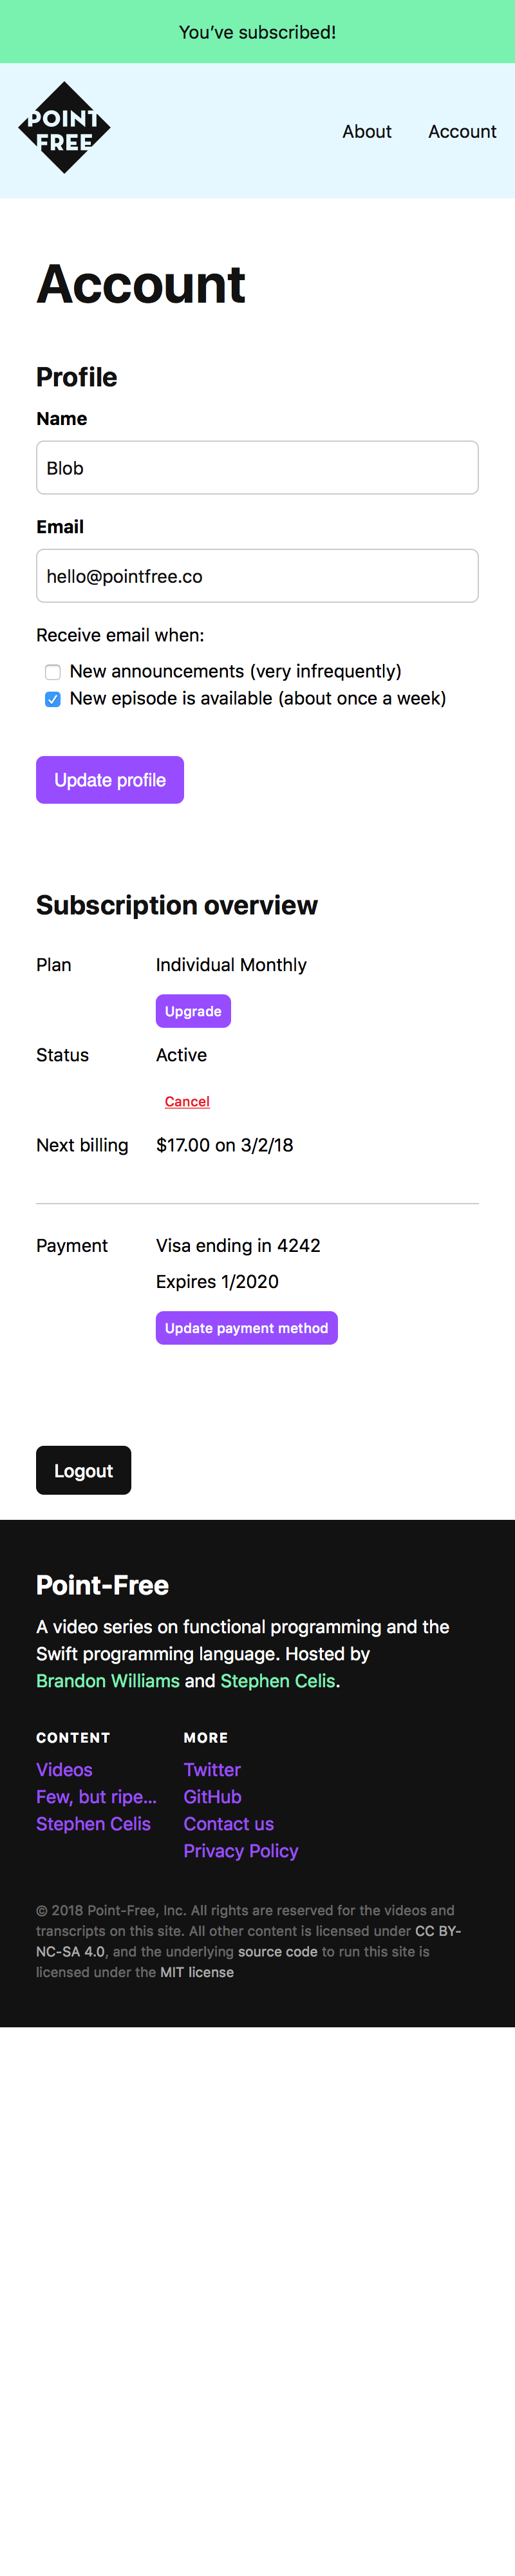 You’ve subscribed!
POINT
FREE
About Account
Account
Profile
Name
Blob
Email
hello@pointfree.co
Receive email when:
New announcements (very infrequently)
New episode is available (about once a week)
Update profile
Subscription overview
Plan Individual Monthly
Upgrade
Status Active
Cancel
Next billing $17.00 on 3/2/18
Payment Visa ending in 4242
Expires 1/2020
Update payment method
Logout
Point-Free
A video series on functional programming and the
Swift programming language. Hosted by
Brandon Williams and Stephen Celis.
CONTENT MORE
Videos Twitter
Few, but ripe... GitHub
Stephen Celis Contact us
Privacy Policy
© 2018 Point-Free, Inc. All rights are reserved for the videos and
transcripts on this site. All other content is licensed under CC BY-
NC-SA 4.0, and the underlying source code to run this site is
licensed under the MIT license